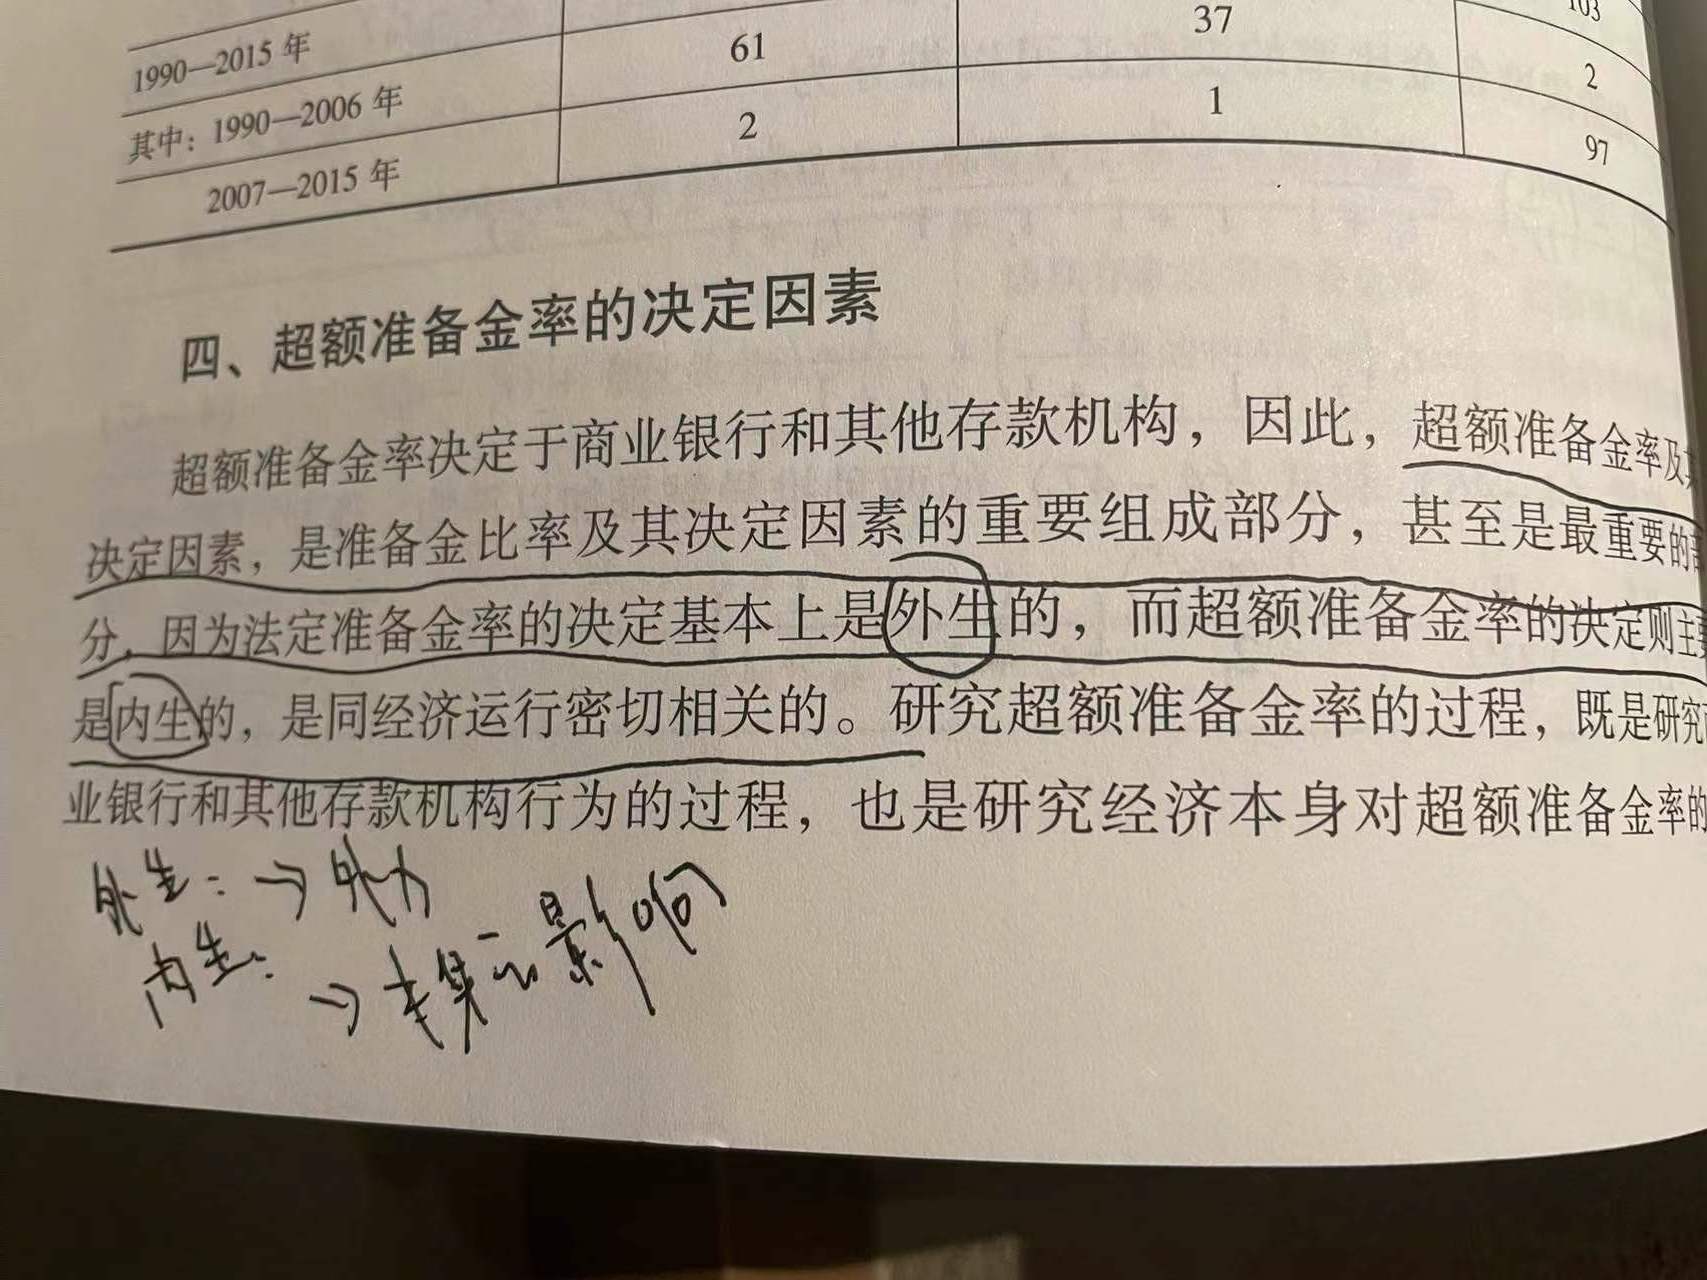 1990—2015 年 61 37 103
其中：1990—2006 年 2 1 2
2007—2015 年 97
四、超额准备金率的决定因素
超额准备金率决定于商业银行和其他存款机构，因此，超额准备金率及其
决定因素，是准备金比率及其决定因素的重要组成部分，甚至是最重要的部
分，因为法定准备金率的决定基本上是外生的，而超额准备金率的决定则主要
是内生的，是同经济运行密切相关的。研究超额准备金率的过程，既是研究
业银行和其他存款机构行为的过程，也是研究经济本身对超额准备金率的
外生：→外力
内生：
影响